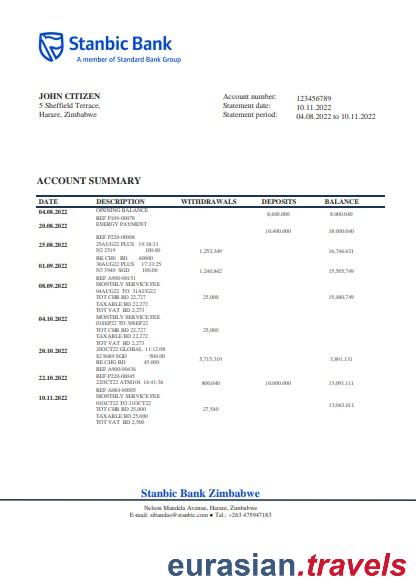 Stanbic Bank
A member of Standard Bank Group
JOHN CITIZEN
5 Sheffield Terrace,
Harare, Zimbabwe
Account number: 123456789
Statement date: 10.11.2022
Statement period: 04.08.2022 to 10.11.2022
ACCOUNT SUMMARY
DATE DESCRIPTION WITHDRAWALS DEPOSITS BALANCE
04.08.2022 OPENING BALANCE 8,400.000 8,000.040
REF P109-00078
20.08.2022 ENERGY PAYMENT
10,400.000 18,000.040
REF P220-00008
25.08.2022 25AUG22 PLUS 19:18:31
N2 2519 100.00 1,253,349 16,746.631
BK CHG BD 60000
01.09.2022 30AUG22 PLUS 17:33:25
N3 3940 SGD 100.00 1,240,842 15,505,749
REF A900-00151
08.09.2022 MONTHLY SERVICE FEE
04AUG22 TO 31AUG22
TOT CHR BD 22,727 25,000 15,480,749
TAXABLE BD 22,272
TOT VAT BD 2,273
04.10.2022 MONTHLY SERVICE FEE
01SEP22 TO 30SEP22
TOT CHR BD 22,727 25,000
TAXABLE BD 22,272
TOT VAT BD 2,273
20.10.2022 20OCT22 GLOBAL 11:12:08
S2 8689 SGD 500.00
BE CHG BD 45.000 5,715,319 3,891.131
REF A900-00436
22.10.2022 REF P220-00045
22OCT22 ATM104 14:41:36 800,040 10,000.000 13,091.111
REF A084-00005
10.11.2022 MONTHLY SERVICE FEE
01OCT22 TO 31OCT22 13,063.611
TOT CHR BD 25,000 27,540
TAXABLE BD 25,000
TOT VAT BD 2,500
Stanbic Bank Zimbabwe
Nelson Mandela Avenue, Harare, Zimbabwe
E-mail: sibandas@stanbic.com ● Tel.: +263 475947183
eurasian.travels